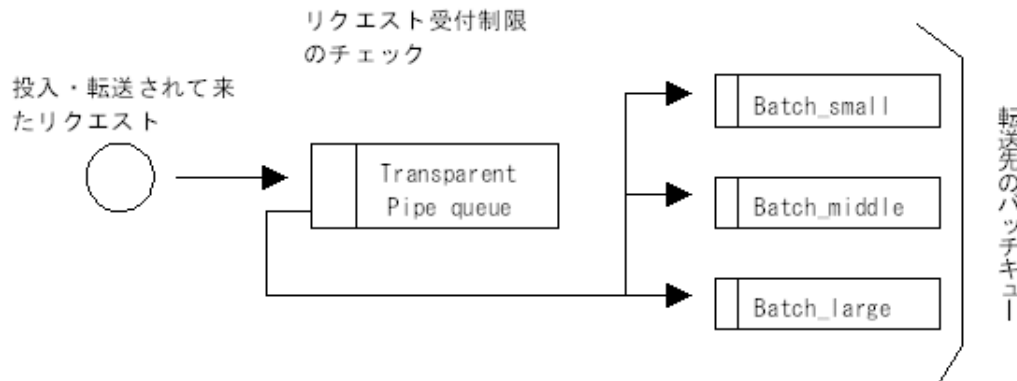 リクエスト受付制限
のチェック
投入・転送されて来
たリクエスト
Transparent
Pipe queue
Batch_small
Batch_middle
Batch_large
転送先のバッチキュー